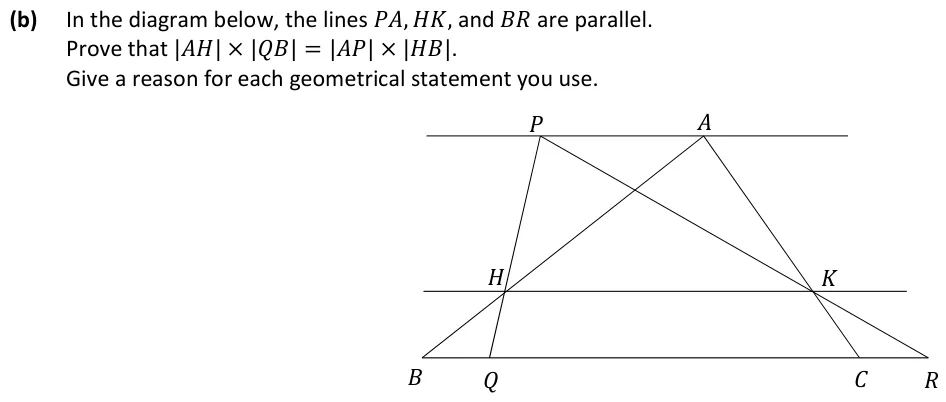 (b) In the diagram below, the lines PA, HK, and BR are parallel.
Prove that |AH| × |QB| = |AP| × |HB|.
Give a reason for each geometrical statement you use.
P A
H K
B Q C R